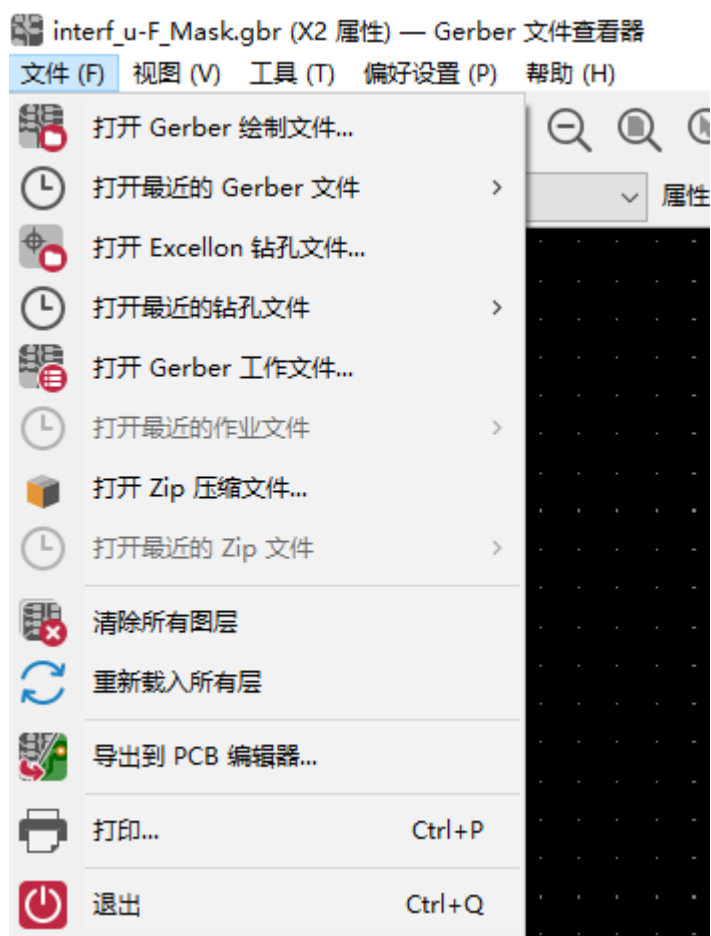 interf_u-F_Mask.gbr (X2 属性) — Gerber 文件查看器
文件 (F) 视图 (V) 工具 (T) 偏好设置 (P) 帮助 (H)
打开 Gerber 绘制文件...
打开最近的 Gerber 文件
属性
打开 Excellon 钻孔文件...
打开最近的钻孔文件
打开 Gerber 工作文件...
打开最近的作业文件
打开 Zip 压缩文件...
打开最近的 Zip 文件
清除所有图层
重新载入所有层
导出到 PCB 编辑器...
打印... Ctrl+P
退出 Ctrl+Q